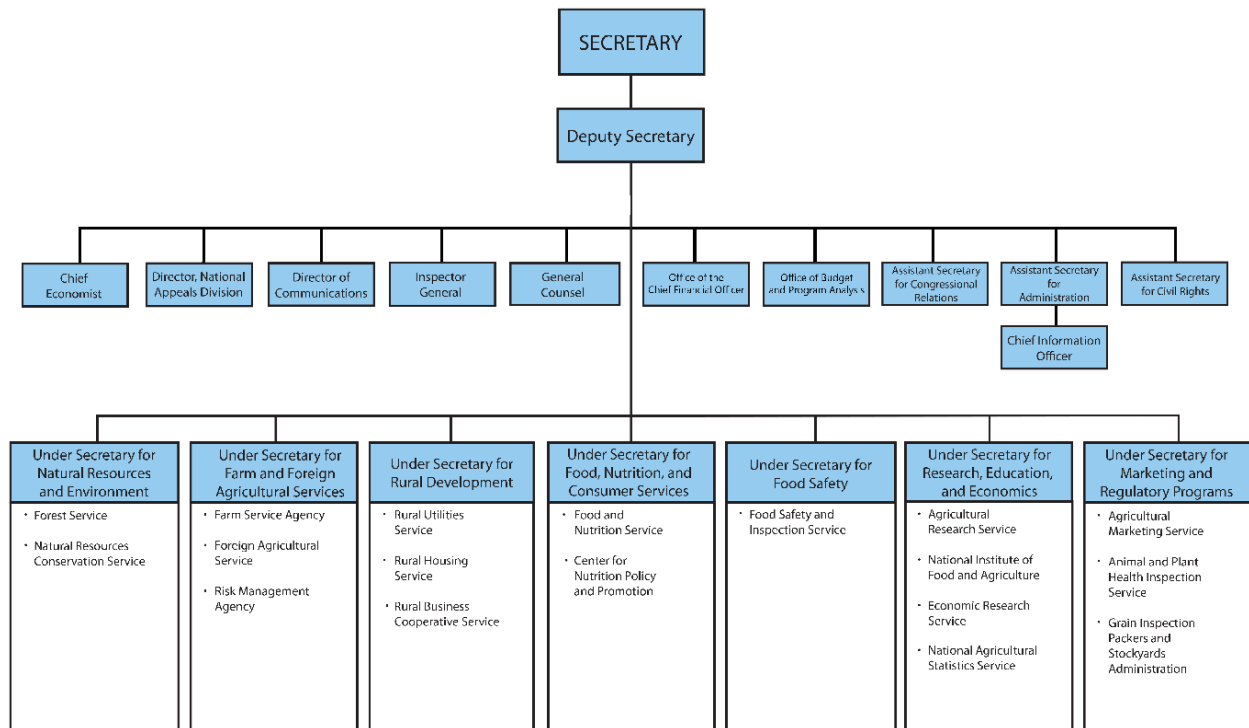 SECRETARY
Deputy Secretary
Chief
Economist
Director, National
Appeals Division
Director of
Communications
Inspector
General
General
Counsel
Office of the
Chief Financial Officer
Office of Budget
and Program Analysis
Assistant Secretary
for Congressional
Relations
Assistant Secretary
for
Administration
Assistant Secretary
for Civil Rights
Chief Information
Officer
Under Secretary for
Natural Resources
and Environment
· Forest Service
· Natural Resources
Conservation Service
Under Secretary for
Farm and Foreign
Agricultural Services
· Farm Service Agency
· Foreign Agricultural
Service
· Risk Management
Agency
Under Secretary for
Rural Development
· Rural Utilities
Service
· Rural Housing
Service
· Rural Business
Cooperative Service
Under Secretary for
Food, Nutrition, and
Consumer Services
· Food and
Nutrition Service
· Center for
Nutrition Policy
and Promotion
Under Secretary for
Food Safety
· Food Safety and
Inspection Service
Under Secretary for
Research, Education,
and Economics
· Agricultural
Research Service
· National Institute of
Food and Agriculture
· Economic Research
Service
· National Agricultural
Statistics Service
Under Secretary for
Marketing and
Regulatory Programs
· Agricultural
Marketing Service
· Animal and Plant
Health Inspection
Service
· Grain Inspection
Packers and
Stockyards
Administration